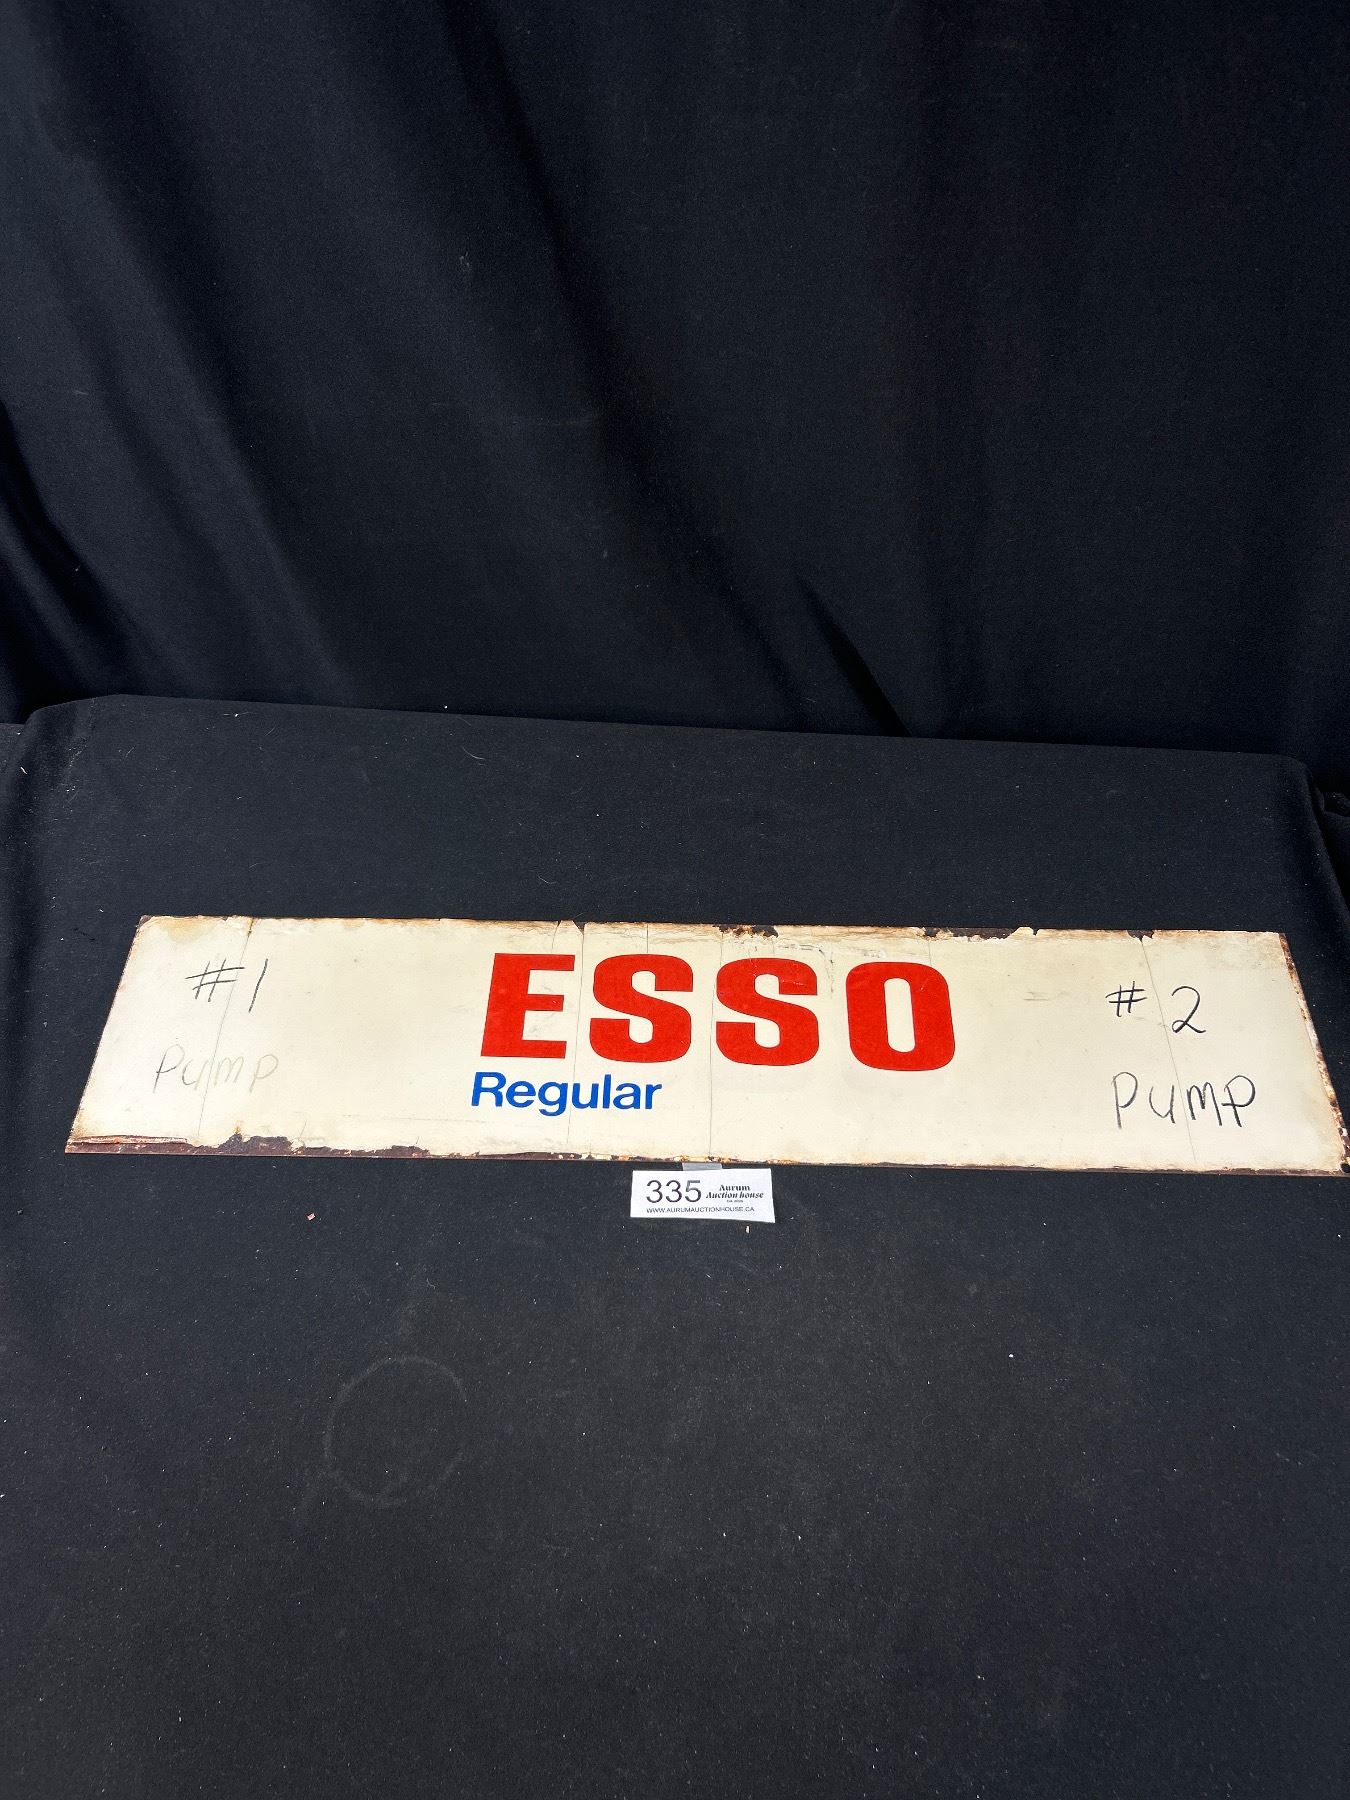 #1
Pump
ESSO
Regular
# 2
Pump
335 Aurum
Auction house
WWW.AURUMAUCTIONHOUSE.CA